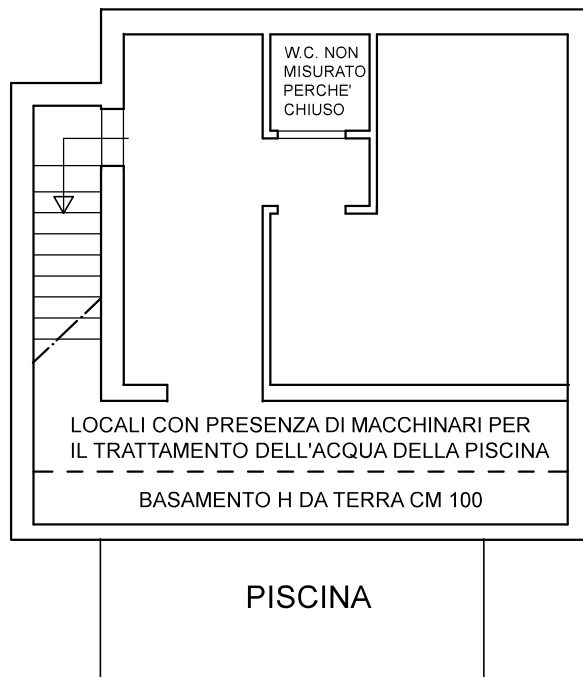 W.C. NON
MISURATO
PERCHE'
CHIUSO
LOCALI CON PRESENZA DI MACCHINARI PER
IL TRATTAMENTO DELL'ACQUA DELLA PISCINA
BASAMENTO H DA TERRA CM 100
PISCINA